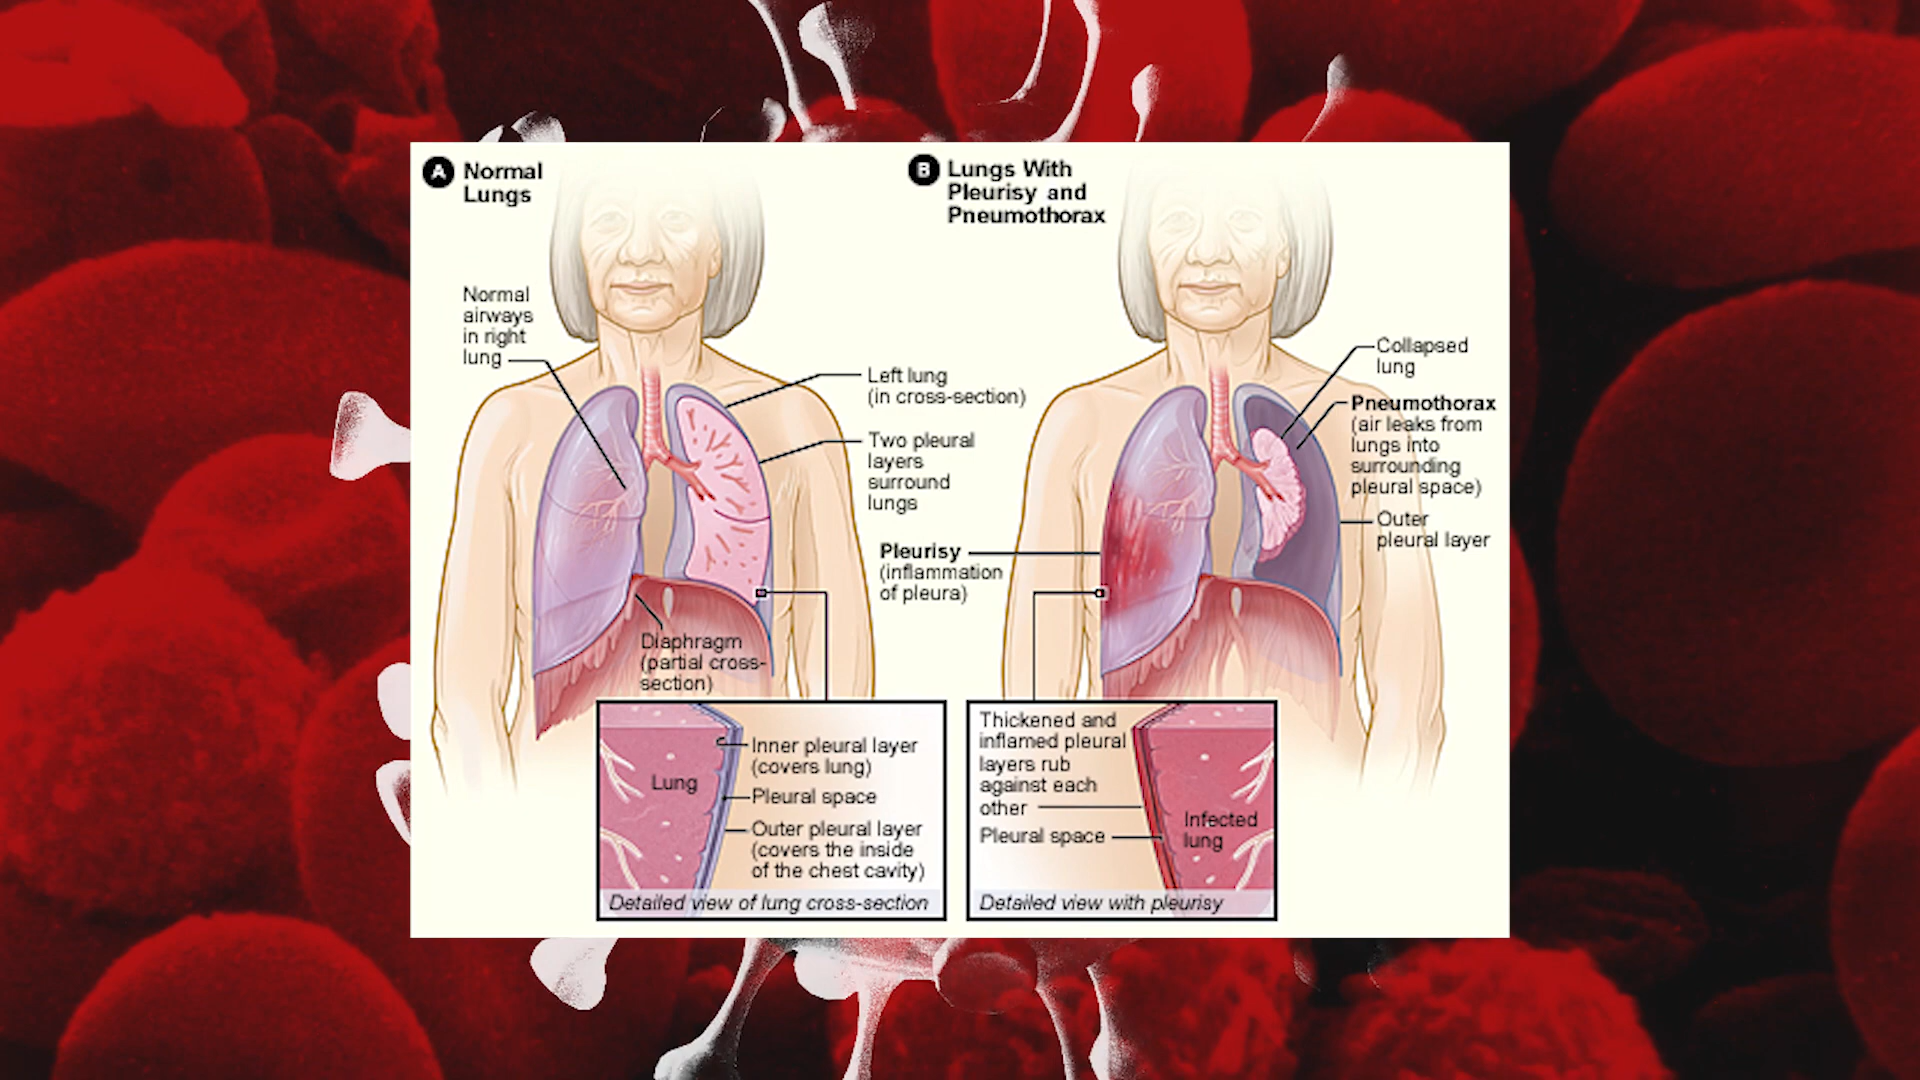 A Normal
Lungs
Normal
airways
in right
lung
Left lung
(in cross-section)
Two pleural
layers
surround
lungs
Diaphragm
(partial cross-
section)
Lung
Inner pleural layer
(covers lung)
Pleural space
Outer pleural layer
(covers the inside
of the chest cavity)
Detailed view of lung cross-section
B Lungs With
Pleurisy and
Pneumothorax
Collapsed
lung
Pneumothorax
(air leaks from
lungs into
surrounding
pleural space)
Outer
pleural layer
Pleurisy
(inflammation
of pleura)
Thickened and
inflamed pleural
layers rub
against each
other
Pleural space
Infected
lung
Detailed view with pleurisy